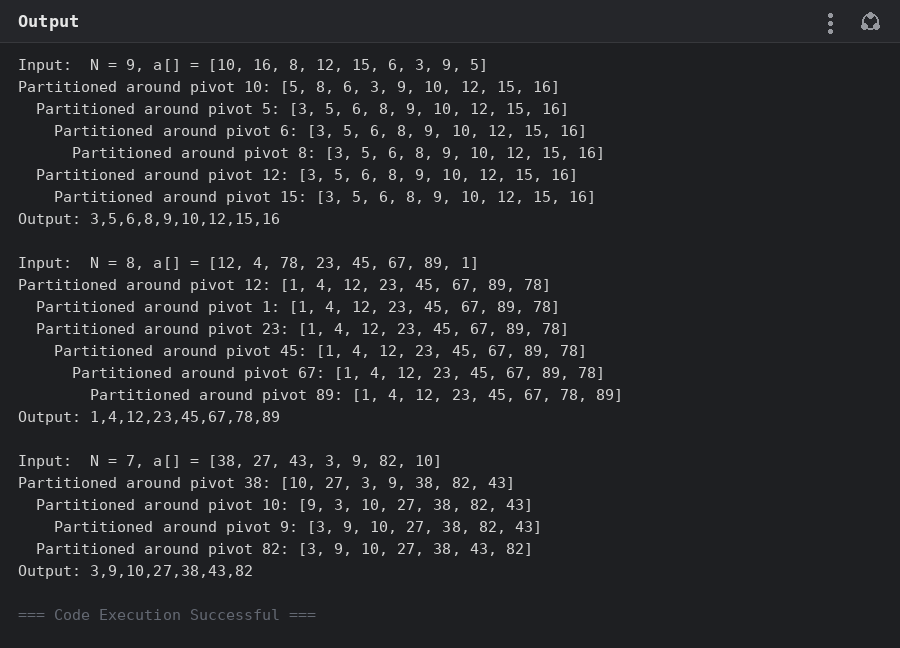 Output
Input:  N = 9, a[] = [10, 16, 8, 12, 15, 6, 3, 9, 5]
Partitioned around pivot 10: [5, 8, 6, 3, 9, 10, 12, 15, 16]
  Partitioned around pivot 5: [3, 5, 6, 8, 9, 10, 12, 15, 16]
    Partitioned around pivot 6: [3, 5, 6, 8, 9, 10, 12, 15, 16]
      Partitioned around pivot 8: [3, 5, 6, 8, 9, 10, 12, 15, 16]
  Partitioned around pivot 12: [3, 5, 6, 8, 9, 10, 12, 15, 16]
    Partitioned around pivot 15: [3, 5, 6, 8, 9, 10, 12, 15, 16]
Output: 3,5,6,8,9,10,12,15,16

Input:  N = 8, a[] = [12, 4, 78, 23, 45, 67, 89, 1]
Partitioned around pivot 12: [1, 4, 12, 23, 45, 67, 89, 78]
  Partitioned around pivot 1: [1, 4, 12, 23, 45, 67, 89, 78]
  Partitioned around pivot 23: [1, 4, 12, 23, 45, 67, 89, 78]
    Partitioned around pivot 45: [1, 4, 12, 23, 45, 67, 89, 78]
      Partitioned around pivot 67: [1, 4, 12, 23, 45, 67, 89, 78]
        Partitioned around pivot 89: [1, 4, 12, 23, 45, 67, 78, 89]
Output: 1,4,12,23,45,67,78,89

Input:  N = 7, a[] = [38, 27, 43, 3, 9, 82, 10]
Partitioned around pivot 38: [10, 27, 3, 9, 38, 82, 43]
  Partitioned around pivot 10: [9, 3, 10, 27, 38, 82, 43]
    Partitioned around pivot 9: [3, 9, 10, 27, 38, 82, 43]
  Partitioned around pivot 82: [3, 9, 10, 27, 38, 43, 82]
Output: 3,9,10,27,38,43,82

=== Code Execution Successful ===